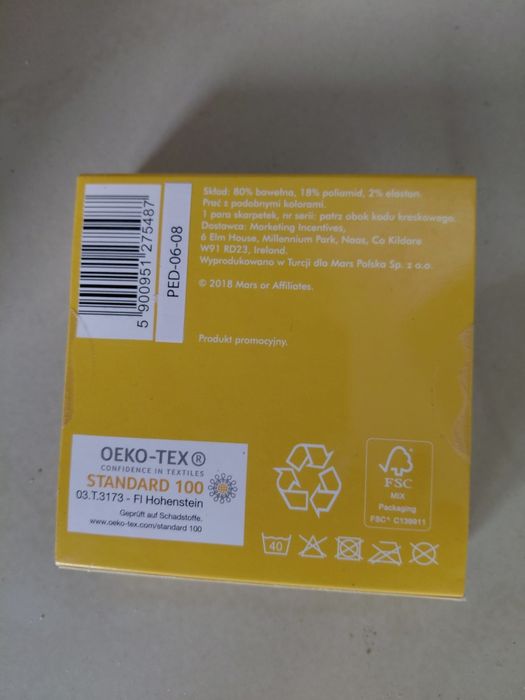 Skład: 80% bawełna, 18% poliamid, 2% elastan.
Prać z podobnymi kolorami.
1 para skarpetek, nr serii: patrz obok kodu kreskowego.
Dostawca: Marketing Incentives,
6 Elm House, Millennium Park, Naas, Co Kildare
W91 RD23, Ireland.
Wyprodukowano w Turcji dla Mars Polska Sp. z o.o.
© 2018 Mars or Affiliates.
Produkt promocyjny.
5 900951 275487
PED-06-08
OEKO-TEX®
CONFIDENCE IN TEXTILES
STANDARD 100
03.T.3173 - FI Hohenstein
Geprüft auf Schadstoffe.
www.oeko-tex.com/standard 100
FSC
MIX
Packaging
FSC® C139911
40